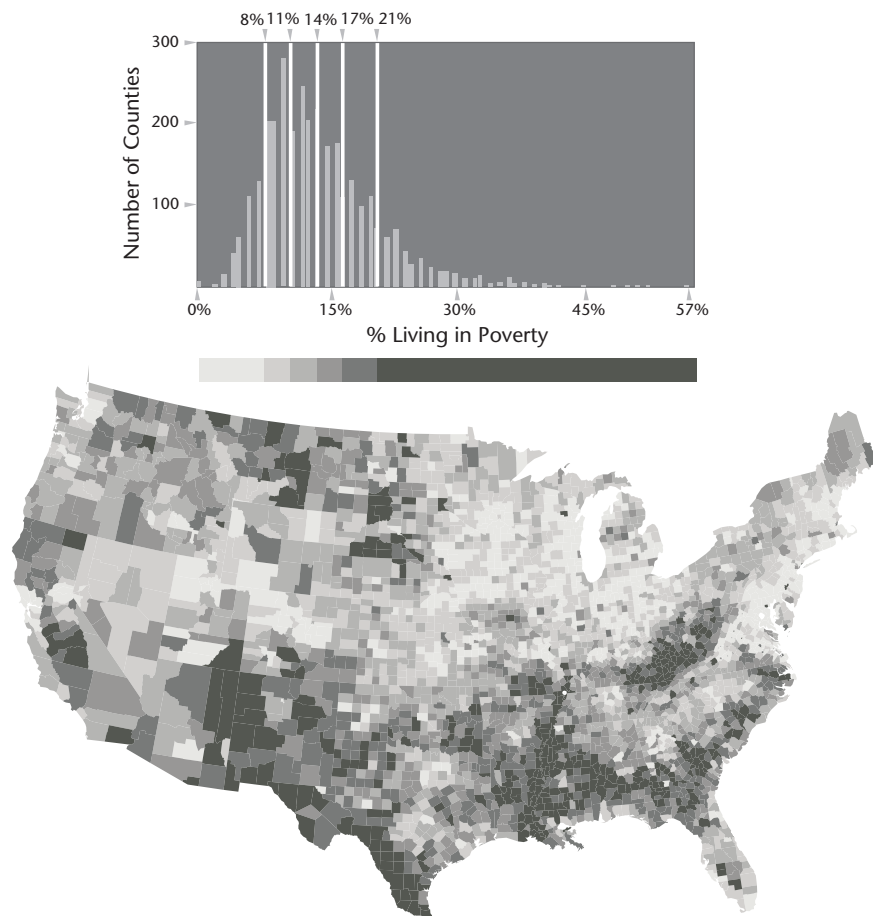 8% 11% 14% 17% 21%
300
200
100
Number of Counties
0% 15% 30% 45% 57%
% Living in Poverty